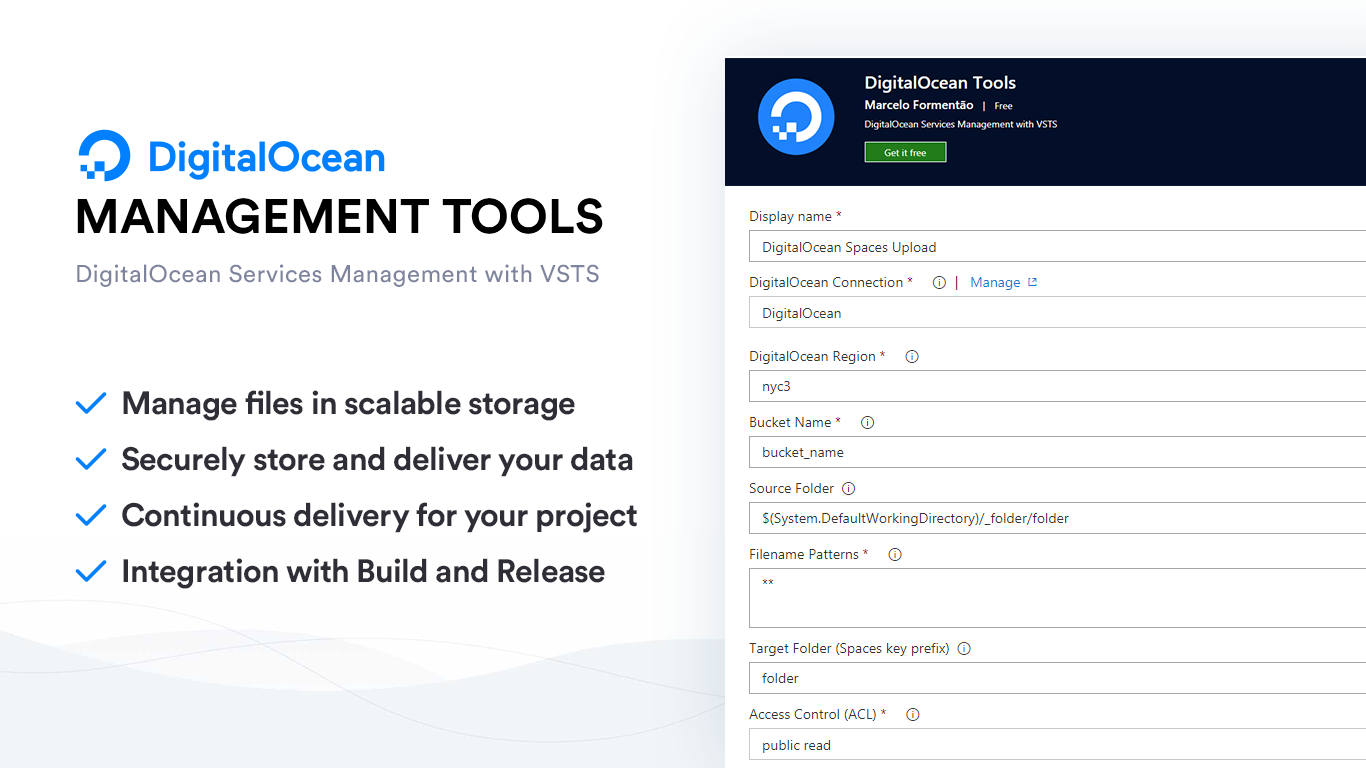 DigitalOcean
MANAGEMENT TOOLS
DigitalOcean Services Management with VSTS
Manage files in scalable storage
Securely store and deliver your data
Continuous delivery for your project
Integration with Build and Release
DigitalOcean Tools
Marcelo Formentão | Free
DigitalOcean Services Management with VSTS
Get it free
Display name *
DigitalOcean Spaces Upload
DigitalOcean Connection * | Manage
DigitalOcean
DigitalOcean Region *
nyc3
Bucket Name *
bucket_name
Source Folder
$(System.DefaultWorkingDirectory)/_folder/folder
Filename Patterns *
**
Target Folder (Spaces key prefix)
folder
Access Control (ACL) *
public read